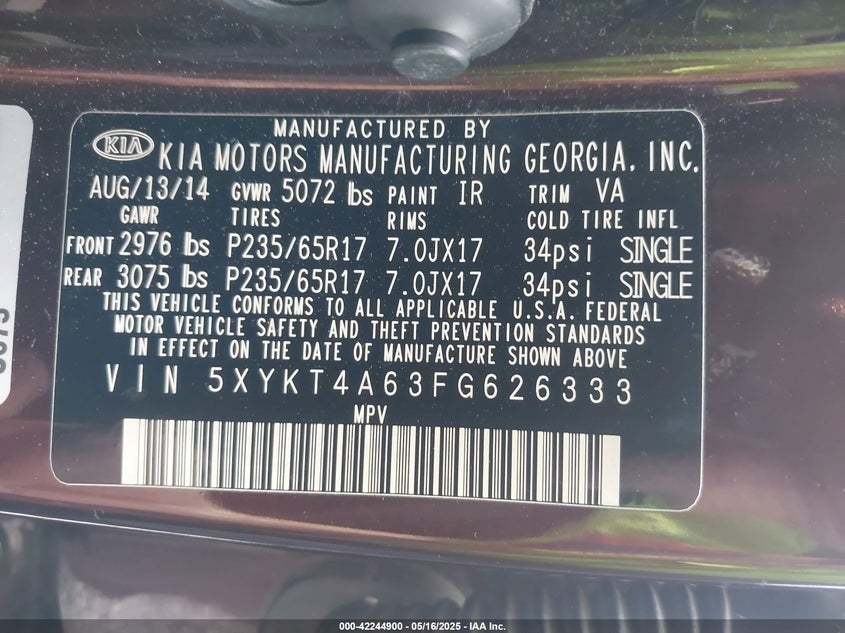 MANUFACTURED BY
KIA KIA MOTORS MANUFACTURING GEORGIA, INC.
AUG/13/14 GVWR 5072 lbs PAINT IR TRIM VA
GAWR TIRES RIMS COLD TIRE INFL
FRONT 2976 lbs P235/65R17 7.0JX17 34psi SINGLE
REAR 3075 lbs P235/65R17 7.0JX17 34psi SINGLE
THIS VEHICLE CONFORMS TO ALL APPLICABLE U.S.A. FEDERAL
MOTOR VEHICLE SAFETY AND THEFT PREVENTION STANDARDS
IN EFFECT ON THE DATE OF MANUFACTURE SHOWN ABOVE
VIN 5XYKT4A63FG626333
MPV
000-42244900 - 05/16/2025 - IAA Inc.